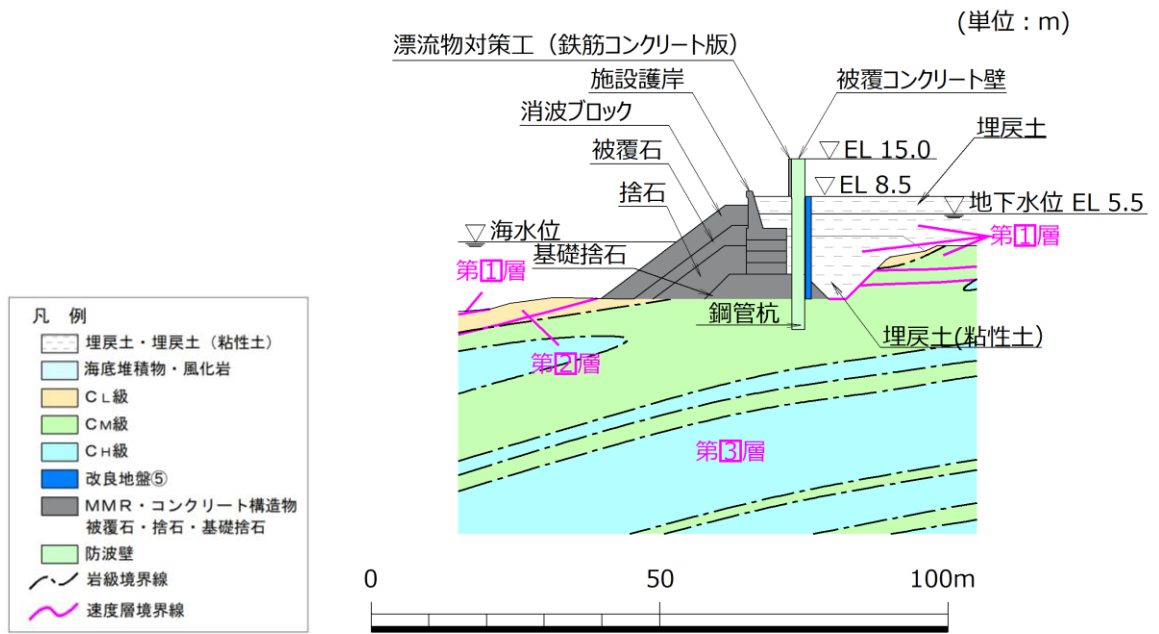 (単位：m)
漂流物対策工（鉄筋コンクリート版）
施設護岸
被覆コンクリート壁
消波ブロック
埋戻土
被覆石
EL 15.0
捨石
EL 8.5
地下水位 EL 5.5
海水位
第1層
基礎捨石
第1層
鋼管杭
埋戻土(粘性土)
第2層
第3層
凡　例
埋戻土・埋戻土（粘性土）
海底堆積物・風化岩
CL級
CM級
CH級
改良地盤⑤
MMR・コンクリート構造物
被覆石・捨石・基礎捨石
防波壁
岩級境界線
速度層境界線
0
50
100m